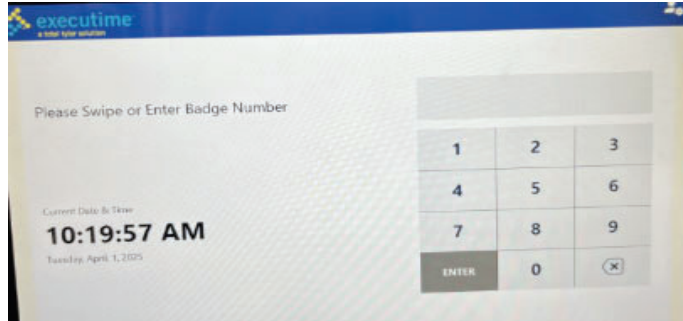 executime
a total tyler solution
Please Swipe or Enter Badge Number
1 2 3
4 5 6
7 8 9
ENTER 0
Current Date & Time
10:19:57 AM
Tuesday, April 1, 2025